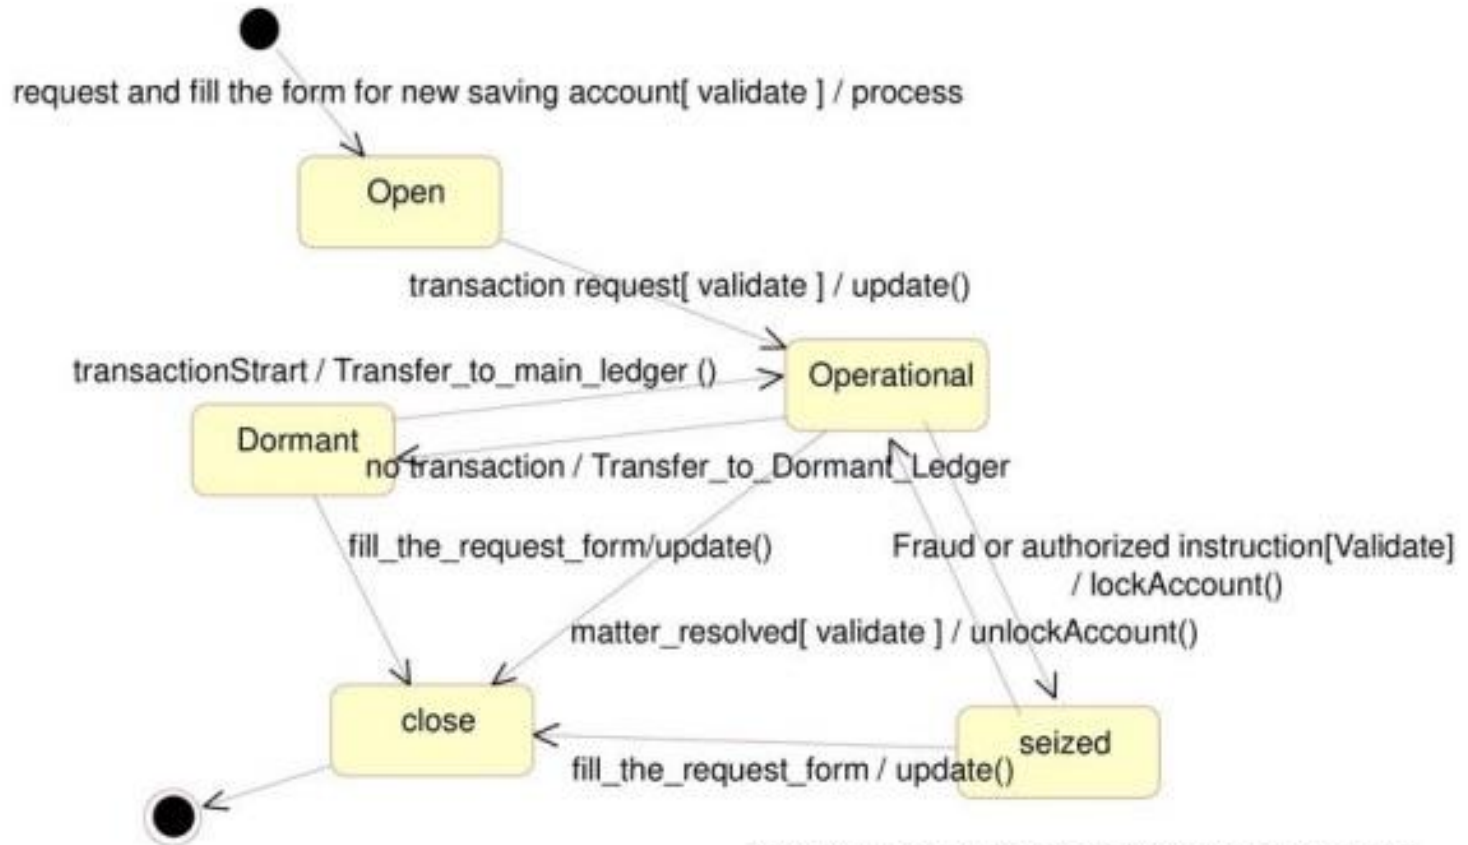 request and fill the form for new saving account[ validate ] / process
Open
transaction request[ validate ] / update()
transactionStrart / Transfer_to_main_ledger ()
Operational
Dormant
no transaction / Transfer_to_Dormant_Ledger
fill_the_request_form/update()
Fraud or authorized instruction[Validate]
/ lockAccount()
matter_resolved[ validate ] / unlockAccount()
close
seized
fill_the_request_form / update()